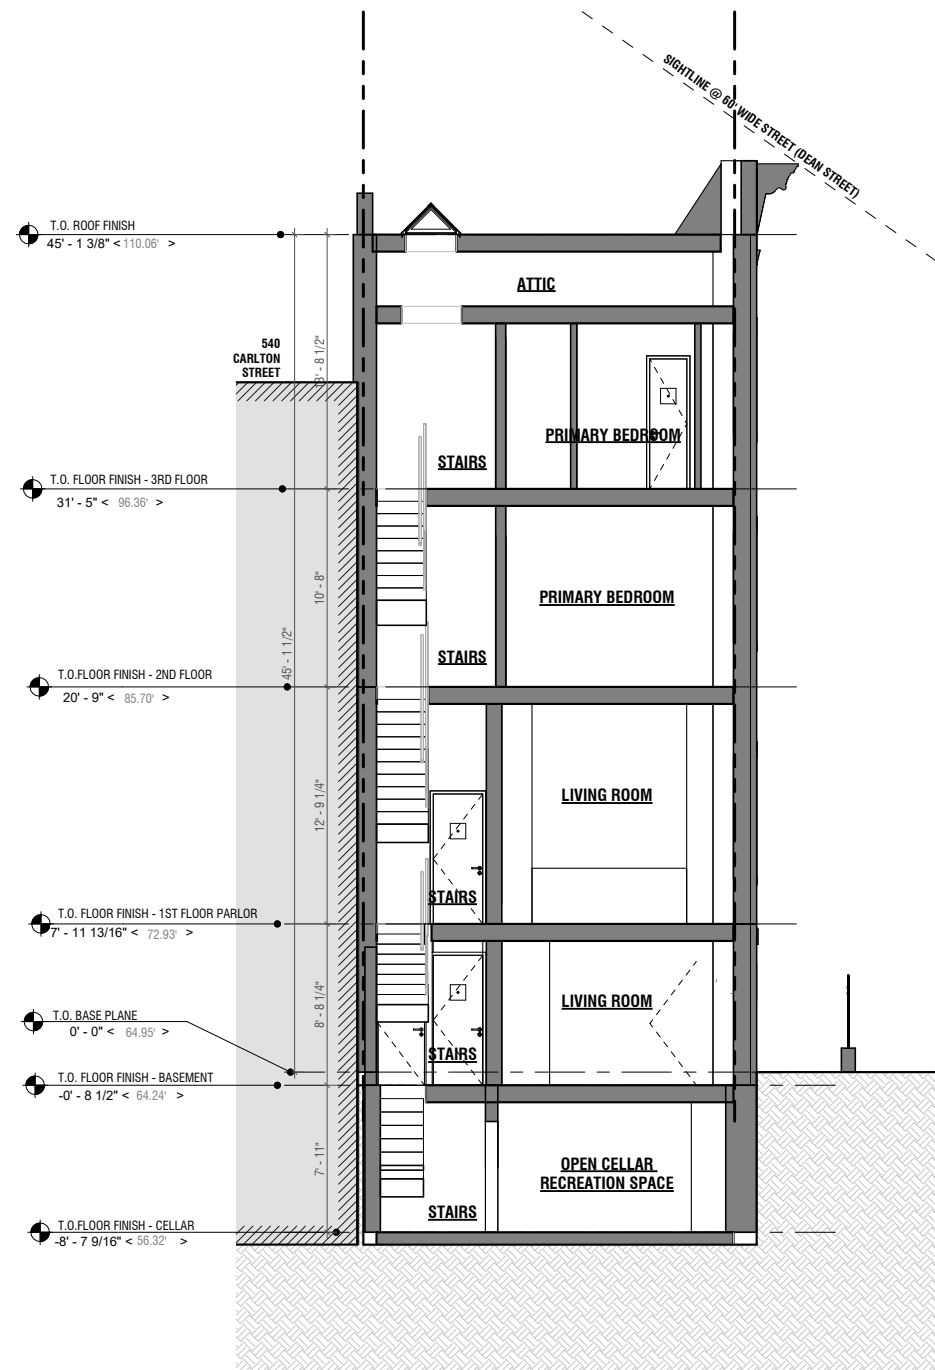 SIGHTLINE @ 60' WIDE STREET (DEAN STREET)
T.O. ROOF FINISH
45' - 1 3/8" < 110.06' >
ATTIC
540
CARLTON
STREET
13' - 8 1/2"
PRIMARY BEDROOM
STAIRS
T.O. FLOOR FINISH - 3RD FLOOR
31' - 5" < 96.36' >
10' - 8"
PRIMARY BEDROOM
45' - 1 1/2"
STAIRS
T.O.FLOOR FINISH - 2ND FLOOR
20' - 9" < 85.70' >
12' - 9 1/4"
LIVING ROOM
STAIRS
T.O. FLOOR FINISH - 1ST FLOOR PARLOR
7' - 11 13/16" < 72.93' >
8' - 8 1/4"
LIVING ROOM
T.O. BASE PLANE
0' - 0" < 64.95' >
STAIRS
T.O. FLOOR FINISH - BASEMENT
-0' - 8 1/2" < 64.24' >
7' - 11"
OPEN CELLAR
RECREATION SPACE
STAIRS
T.O.FLOOR FINISH - CELLAR
-8' - 7 9/16" < 56.32' >